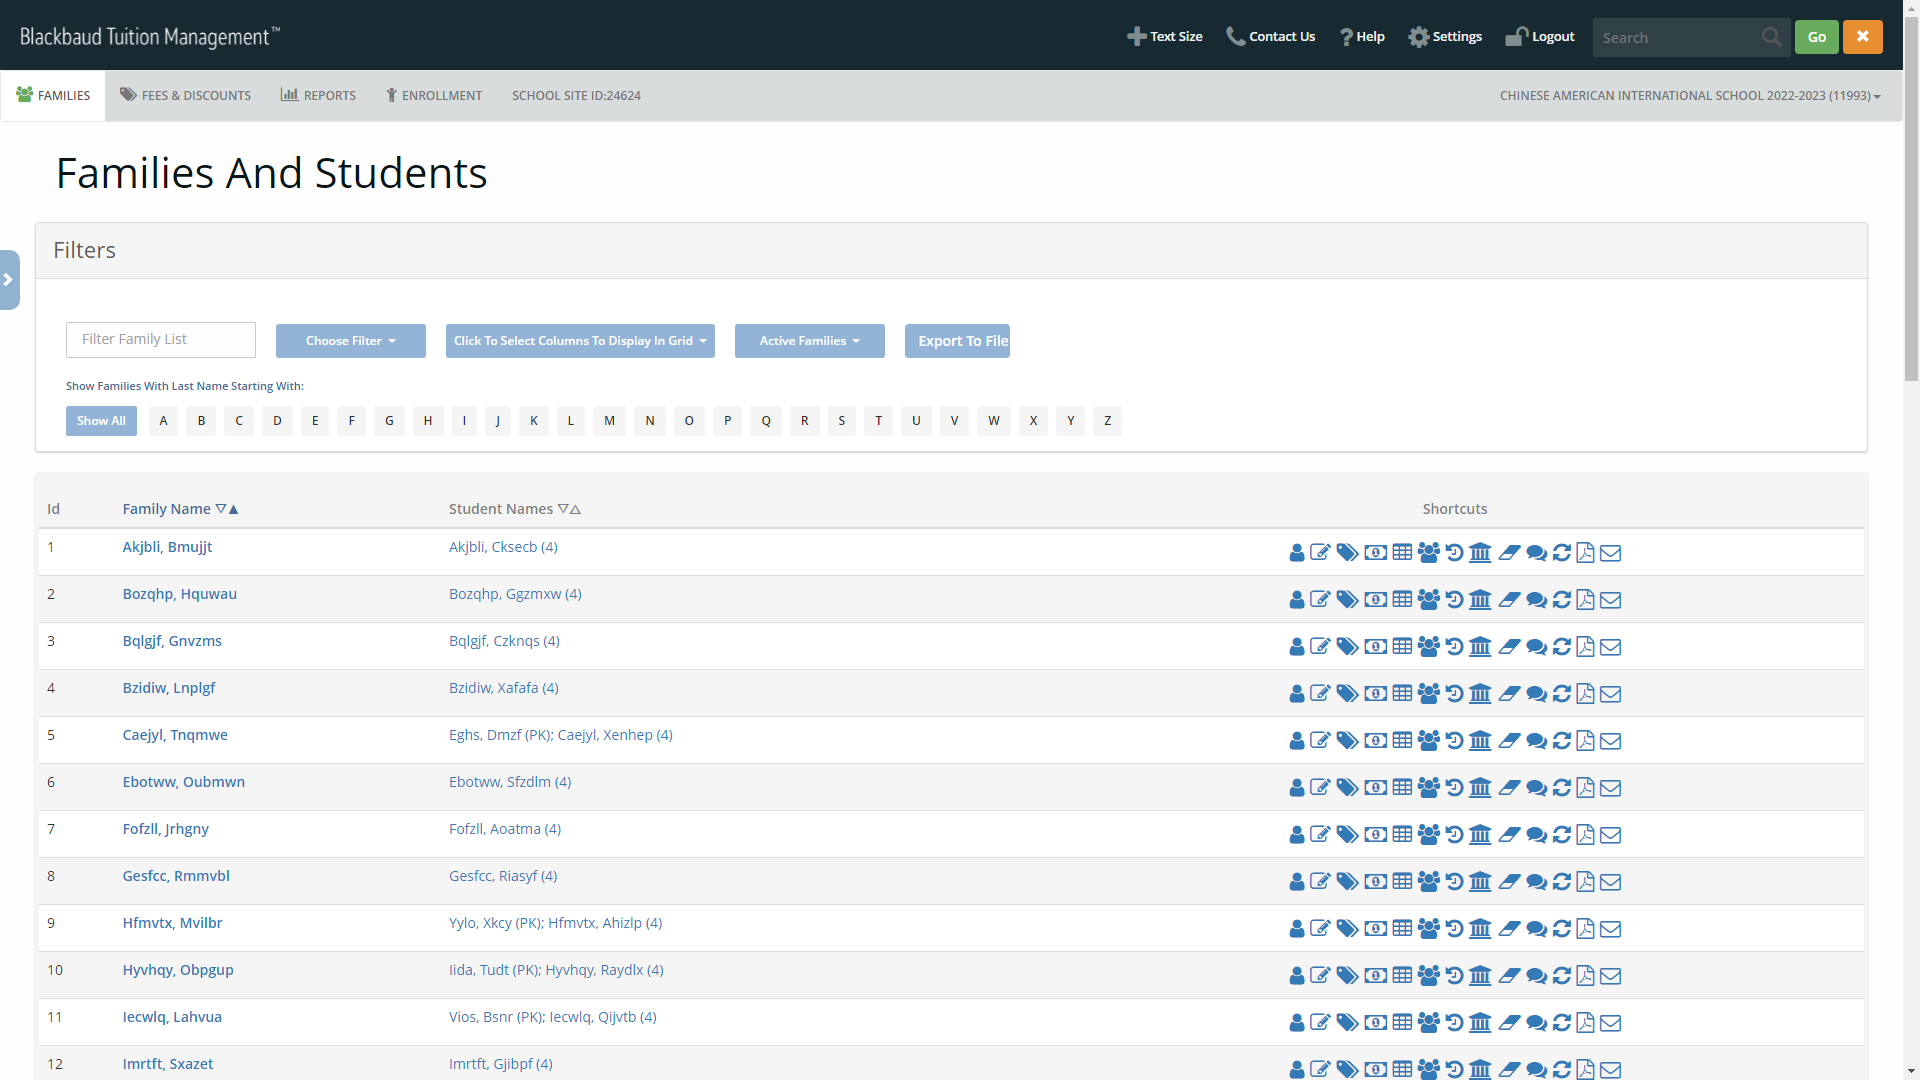 Blackbaud Tuition Management™
Text Size Contact Us Help Settings Logout Search Go
FAMILIES FEES & DISCOUNTS REPORTS ENROLLMENT SCHOOL SITE ID:24624 CHINESE AMERICAN INTERNATIONAL SCHOOL 2022-2023 (11993)
Families And Students
Filters
Filter Family List Choose Filter Click To Select Columns To Display In Grid Active Families Export To File
Show Families With Last Name Starting With:
Show All A B C D E F G H I J K L M N O P Q R S T U V W X Y Z
Id Family Name Student Names Shortcuts
1 Akjbli, Bmujjt Akjbli, Cksecb (4)
2 Bozqhp, Hquwau Bozqhp, Ggzmxw (4)
3 Bqlgjf, Gnvzms Bqlgjf, Czknqs (4)
4 Bzidiw, Lnplgf Bzidiw, Xafafa (4)
5 Caejyl, Tnqmwe Eghs, Dmzf (PK); Caejyl, Xenhep (4)
6 Ebotww, Oubmwn Ebotww, Sfzdlm (4)
7 Fofzll, Jrhgny Fofzll, Aoatma (4)
8 Gesfcc, Rmmvbl Gesfcc, Riasyf (4)
9 Hfmvtx, Mvilbr Yylo, Xkcy (PK); Hfmvtx, Ahizlp (4)
10 Hyvhqy, Obpgup Iida, Tudt (PK); Hyvhqy, Raydlx (4)
11 Iecwlq, Lahvua Vios, Bsnr (PK); Iecwlq, Qijvtb (4)
12 Imrtft, Sxazet Imrtft, Gjibpf (4)